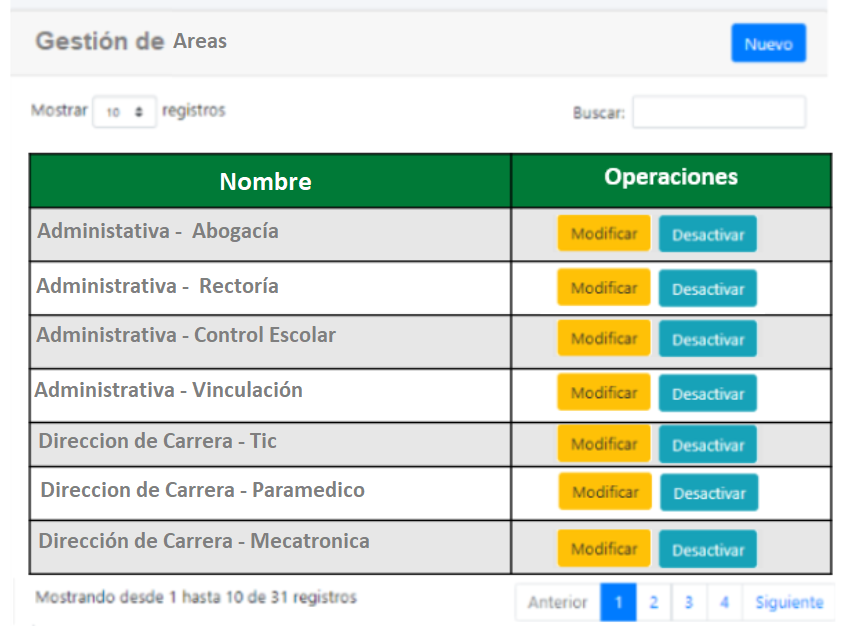 Gestión de Areas
Nuevo
Mostrar 10 registros
Buscar:
Nombre Operaciones
Administativa - Abogacía Modificar Desactivar
Administrativa - Rectoría Modificar Desactivar
Administrativa - Control Escolar Modificar Desactivar
Administrativa - Vinculación Modificar Desactivar
Direccion de Carrera - Tic Modificar Desactivar
Direccion de Carrera - Paramedico Modificar Desactivar
Dirección de Carrera - Mecatronica Modificar Desactivar
Mostrando desde 1 hasta 10 de 31 registros
Anterior 1 2 3 4 Siguiente